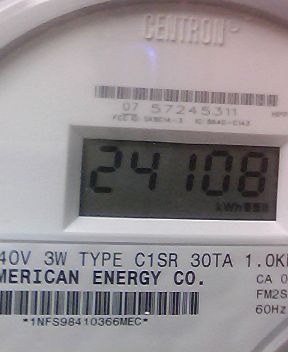 CENTRON
07 57245311
24108
kWh
40V 3W TYPE C1SR 30TA 1.0K
MERICAN ENERGY CO.
CA 0
FM2S
60Hz
*1NFS98410366MEC*